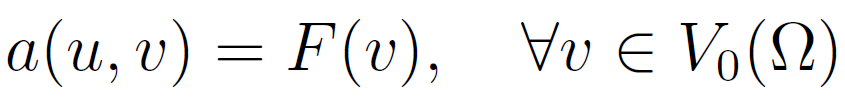 a(u, v) = F(v), ∀v ∈ V₀(Ω)